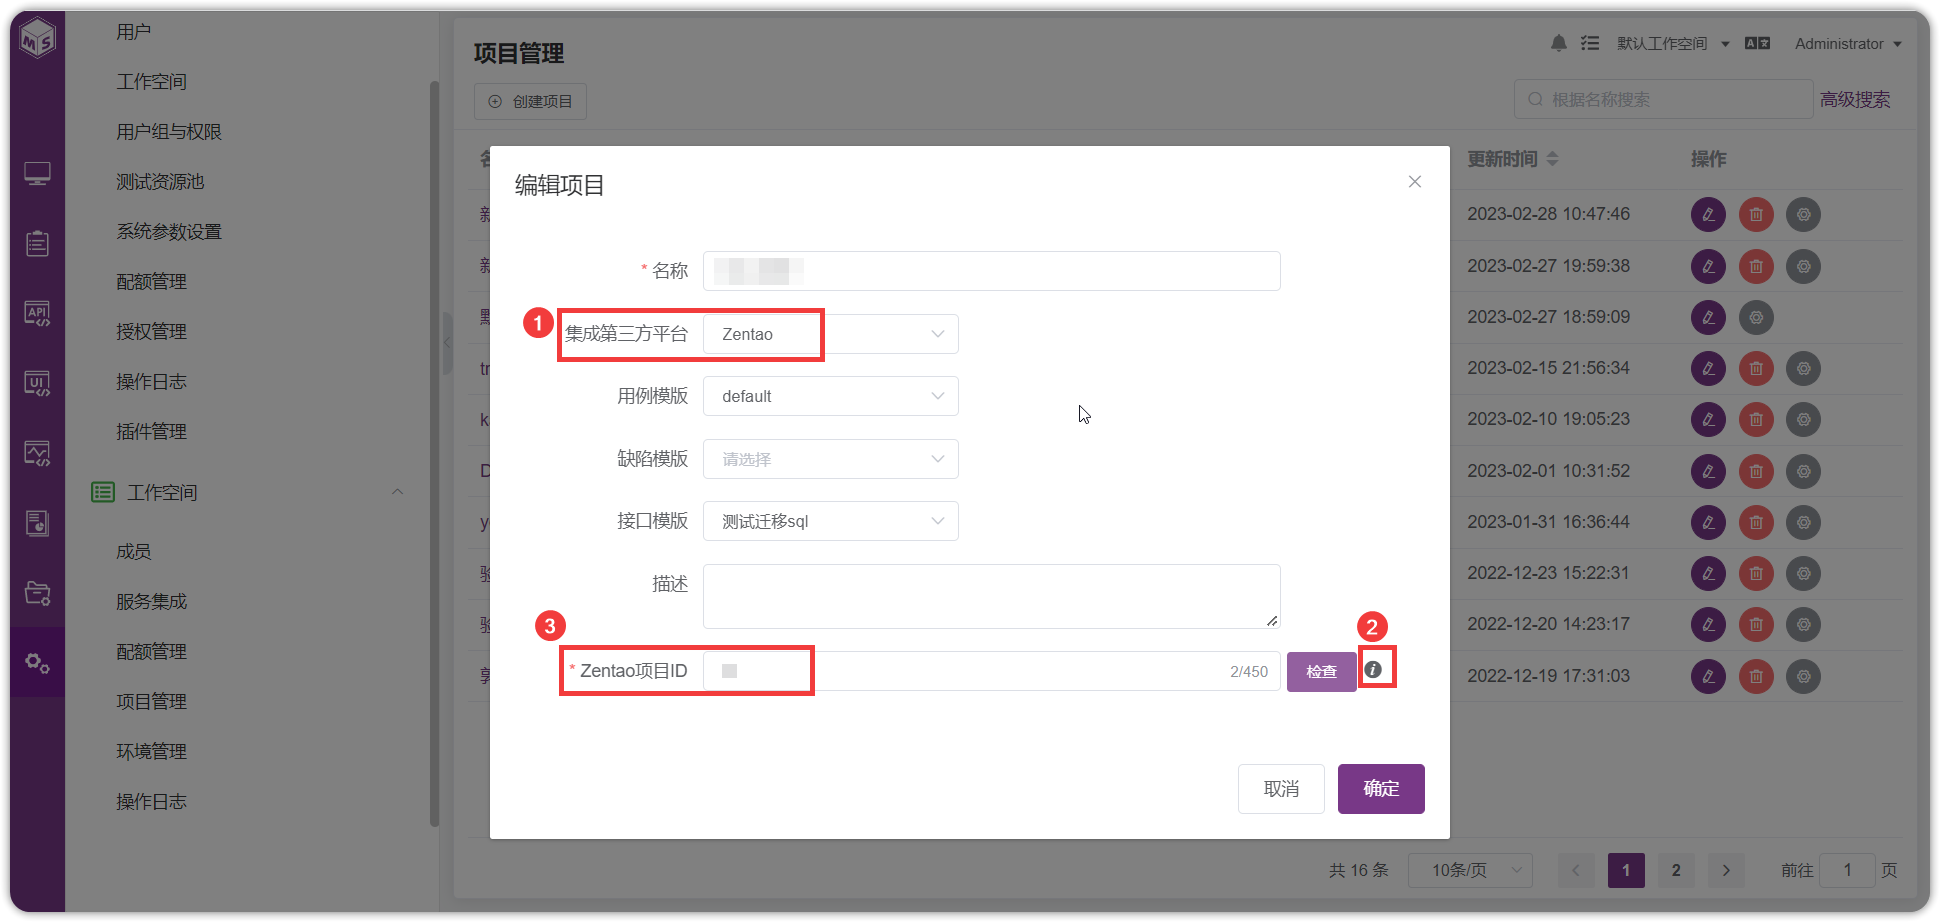 MS
用户
工作空间
用户组与权限
测试资源池
系统参数设置
配额管理
授权管理
操作日志
插件管理
工作空间
成员
服务集成
配额管理
项目管理
环境管理
操作日志
API
UI
项目管理
默认工作空间
Administrator
创建项目
根据名称搜索
高级搜索
更新时间
操作
2023-02-28 10:47:46
2023-02-27 19:59:38
2023-02-27 18:59:09
2023-02-15 21:56:34
2023-02-10 19:05:23
2023-02-01 10:31:52
2023-01-31 16:36:44
2022-12-23 15:22:31
2022-12-20 14:23:17
2022-12-19 17:31:03
编辑项目
* 名称
1
集成第三方平台 Zentao
用例模版 default
缺陷模版 请选择
接口模版 测试迁移sql
描述
3
2
* Zentao项目ID 2/450 检查
取消 确定
共 16 条 10条/页 1 2 前往 1 页